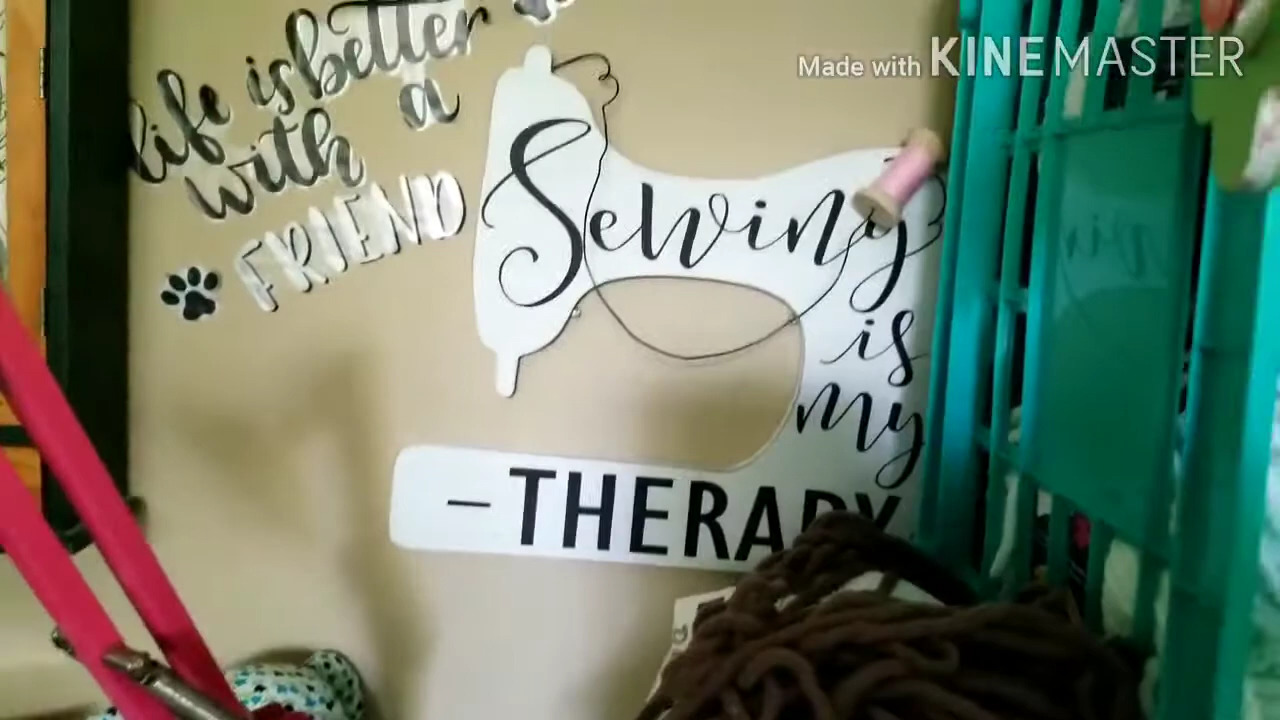 Made with KINEMASTER
life is better
with a
FRIEND
Sewing
is
my
– THERAPY